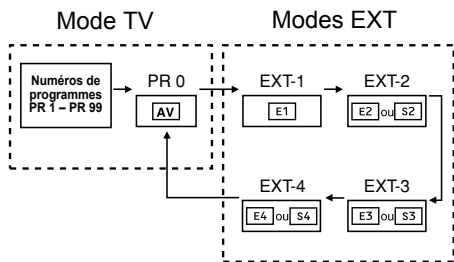 Mode TV
Modes EXT
Numéros de
programmes
PR 1 – PR 99
PR 0
AV
EXT-1
E1
EXT-2
E2 ou S2
EXT-4
E4 ou S4
EXT-3
E3 ou S3